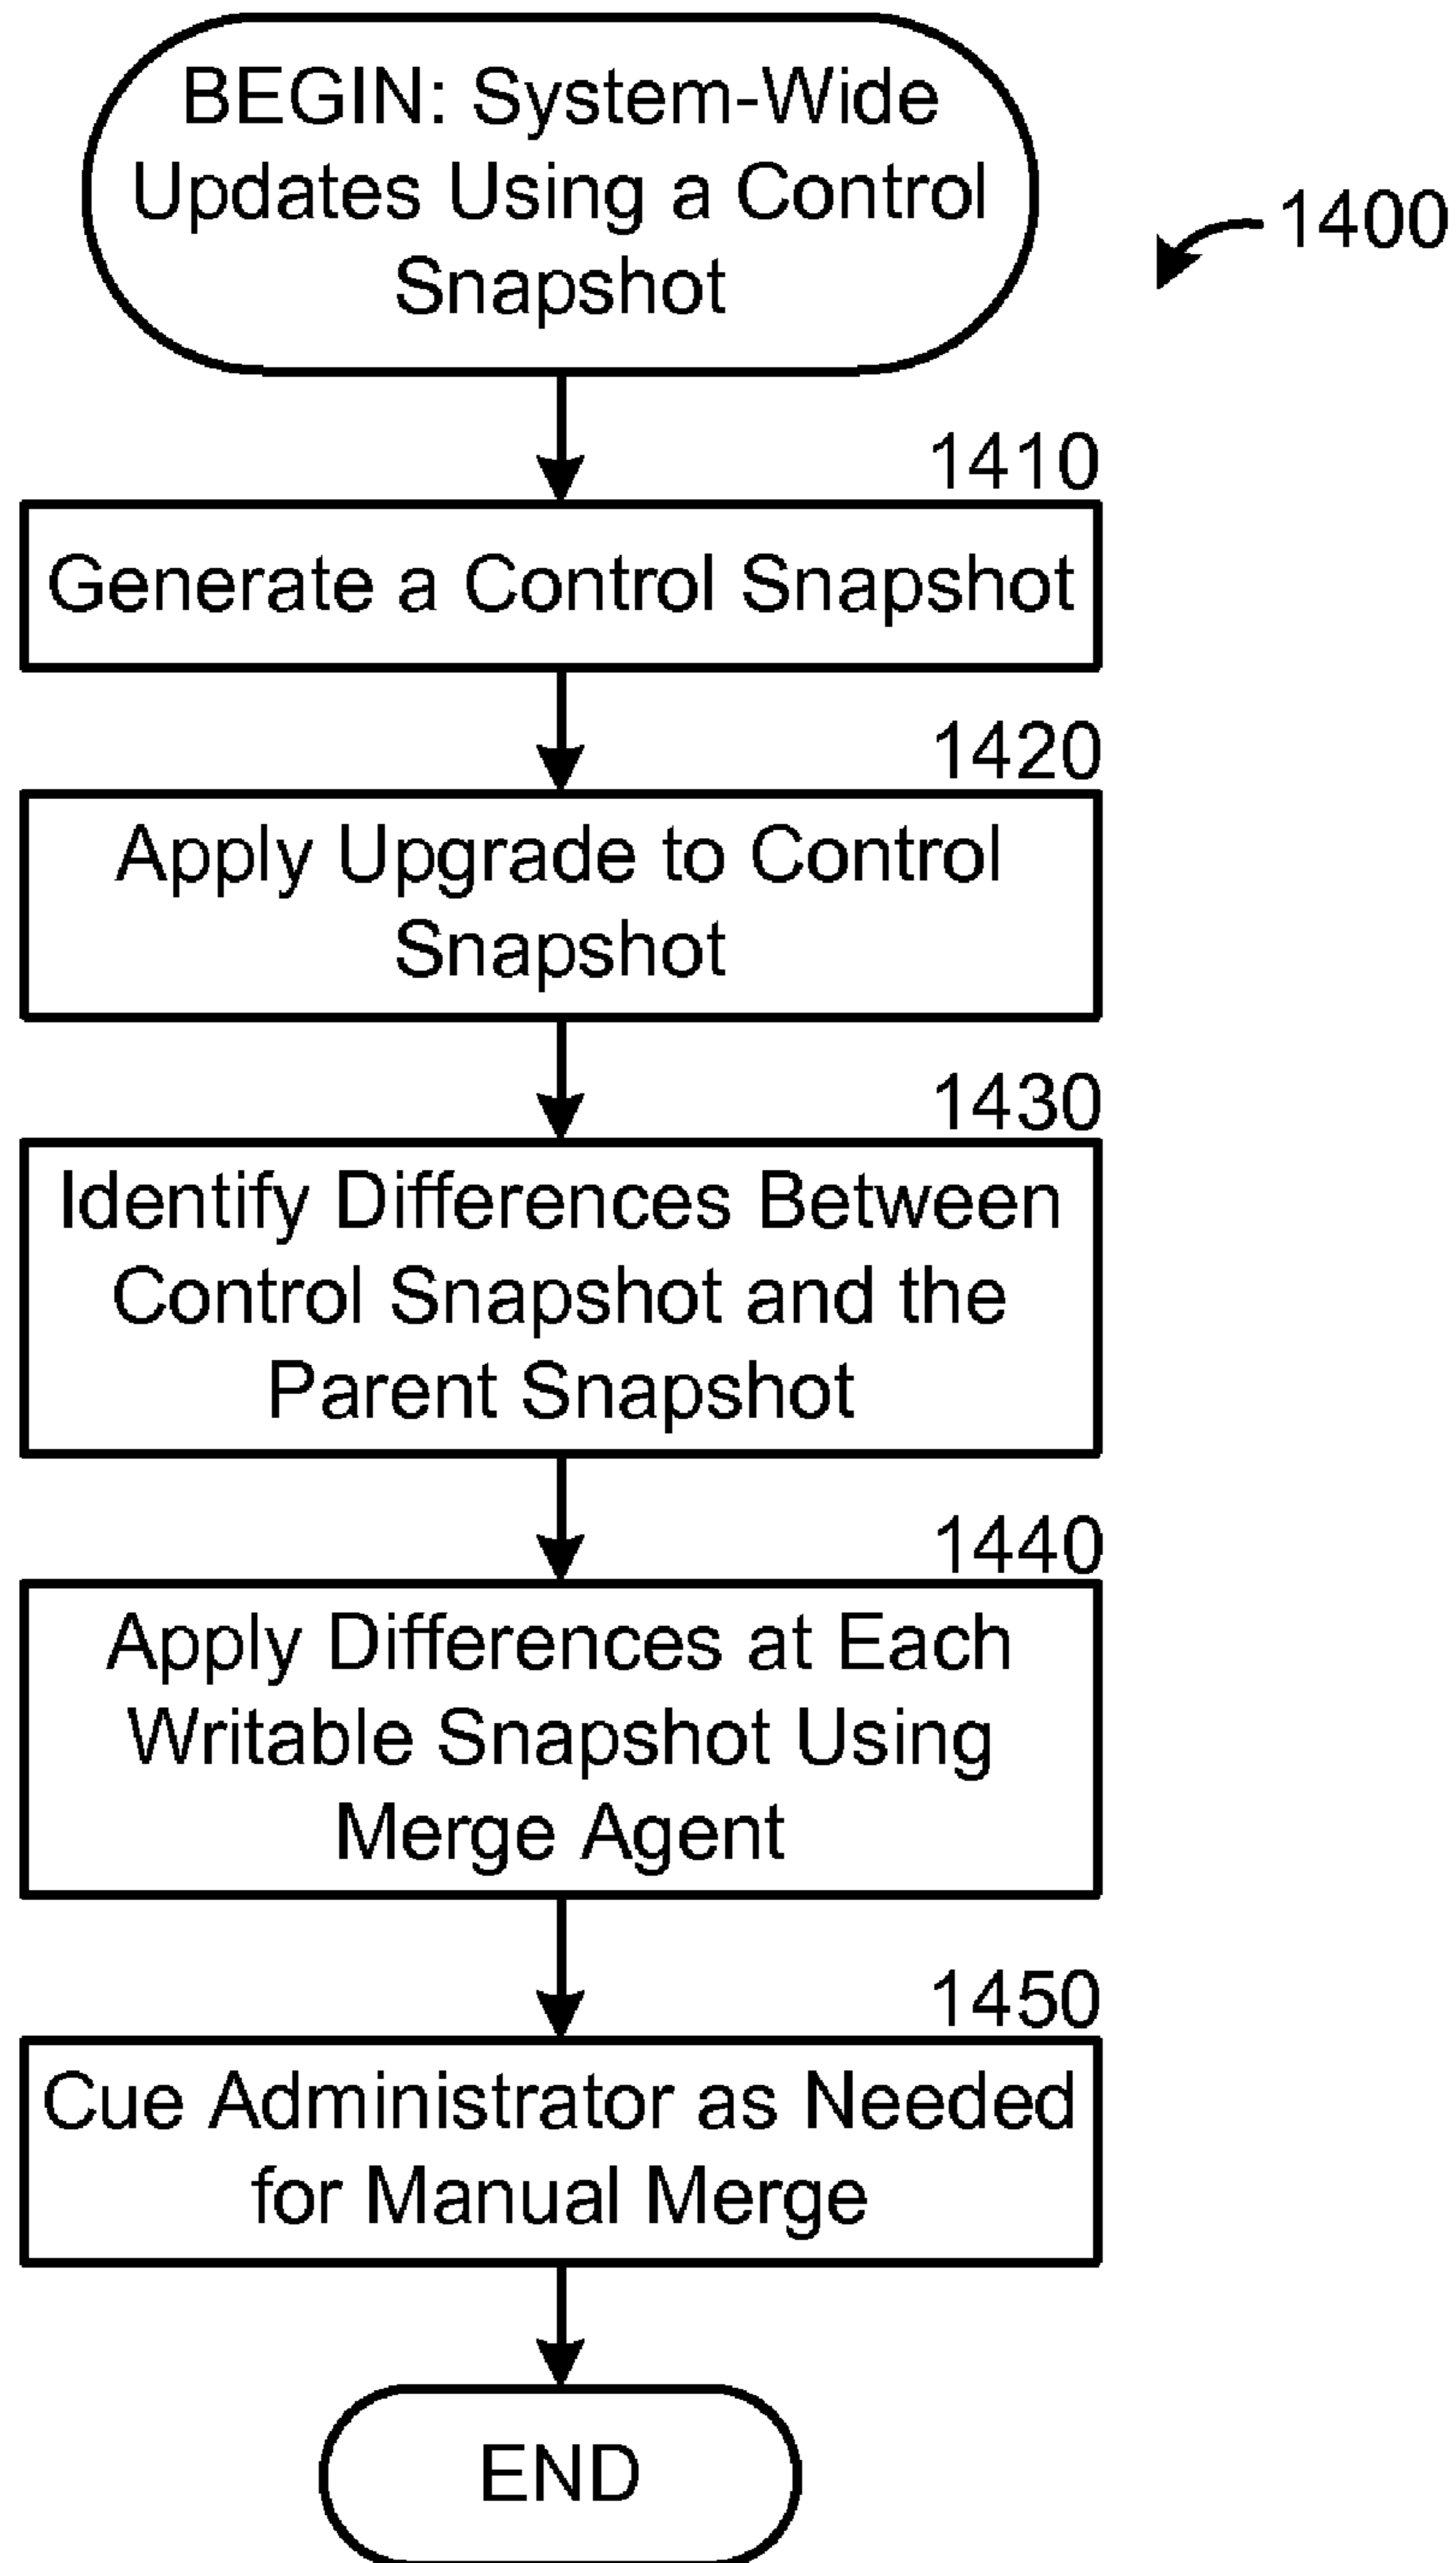 BEGIN: System-Wide
Updates Using a Control
Snapshot
1400
1410
Generate a Control Snapshot
1420
Apply Upgrade to Control
Snapshot
1430
Identify Differences Between
Control Snapshot and the
Parent Snapshot
1440
Apply Differences at Each
Writable Snapshot Using
Merge Agent
1450
Cue Administrator as Needed
for Manual Merge
END